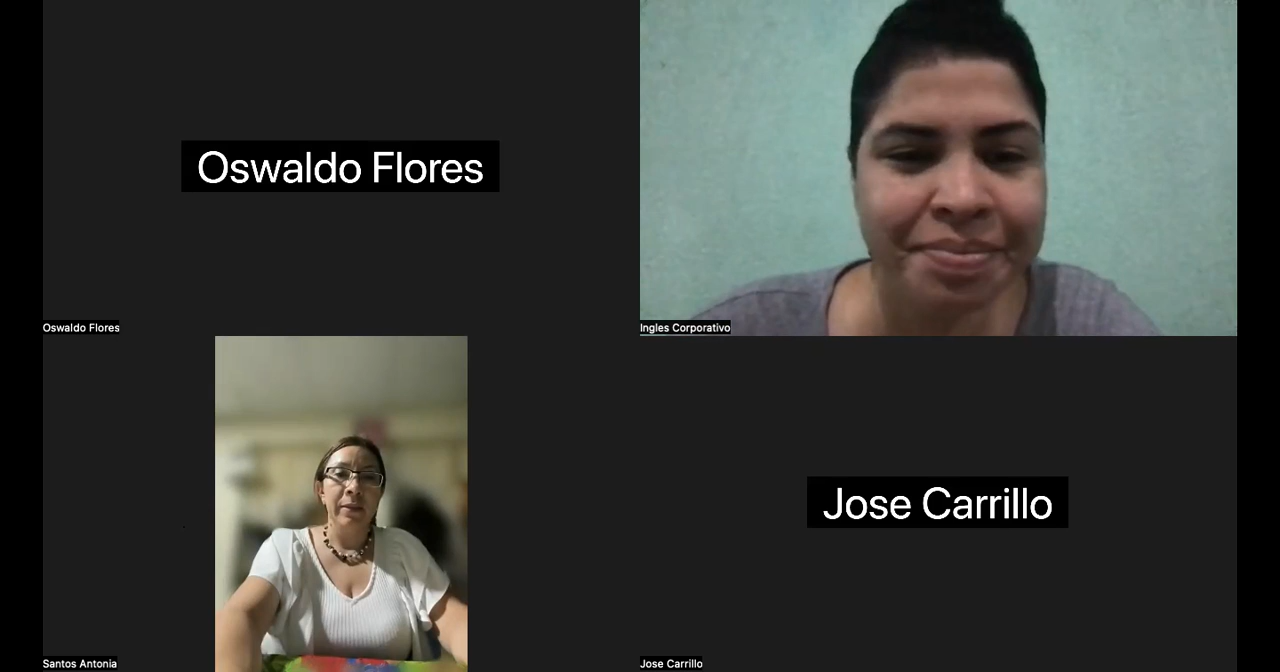 Oswaldo Flores
Oswaldo Flores
Ingles Corporativo
Jose Carrillo
Santos Antonia
Jose Carrillo